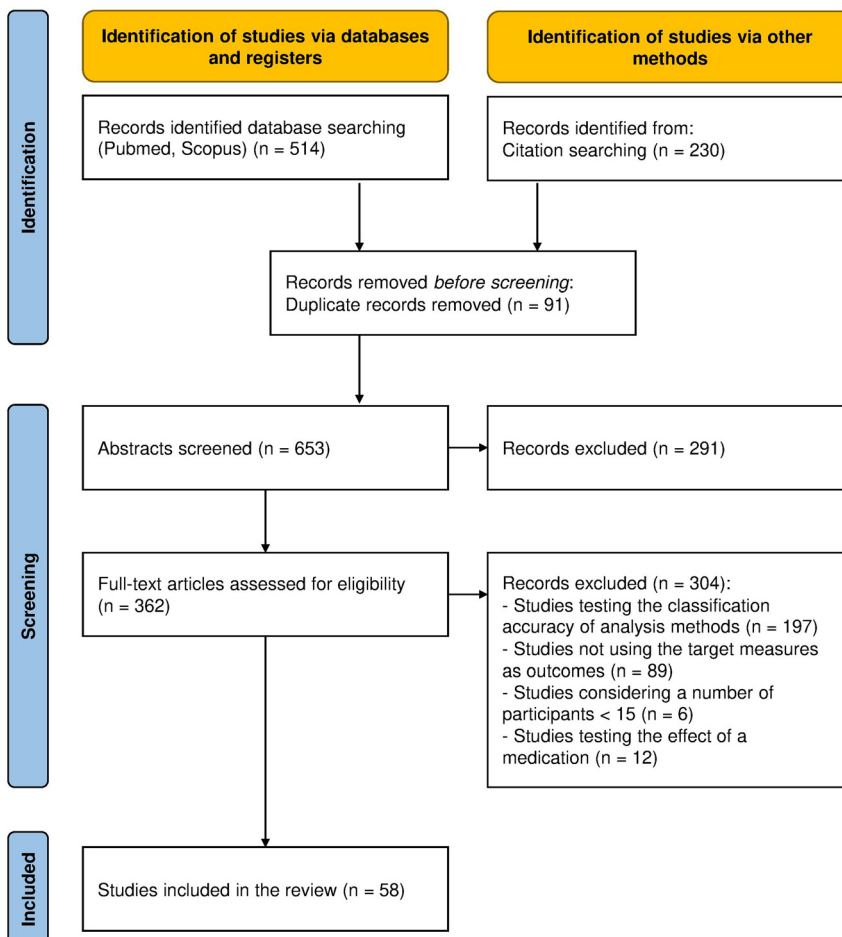 Identification of studies via databases
and registers
Identification of studies via other
methods
Identification
Records identified database searching
(Pubmed, Scopus) (n = 514)
Records identified from:
Citation searching (n = 230)
Records removed before screening:
Duplicate records removed (n = 91)
Screening
Abstracts screened (n = 653)
Records excluded (n = 291)
Full-text articles assessed for eligibility
(n = 362)
Records excluded (n = 304):
- Studies testing the classification
accuracy of analysis methods (n = 197)
- Studies not using the target measures
as outcomes (n = 89)
- Studies considering a number of
participants < 15 (n = 6)
- Studies testing the effect of a
medication (n = 12)
Included
Studies included in the review (n = 58)